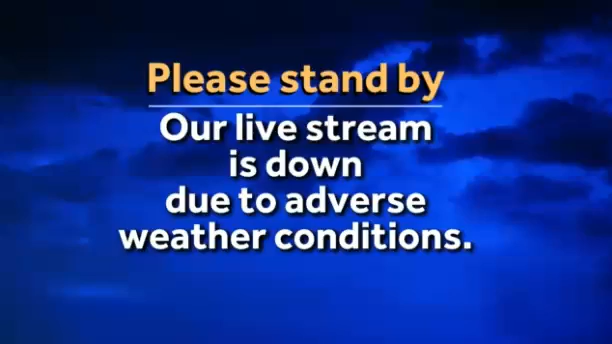 Please stand by
Our live stream
is down
due to adverse
weather conditions.